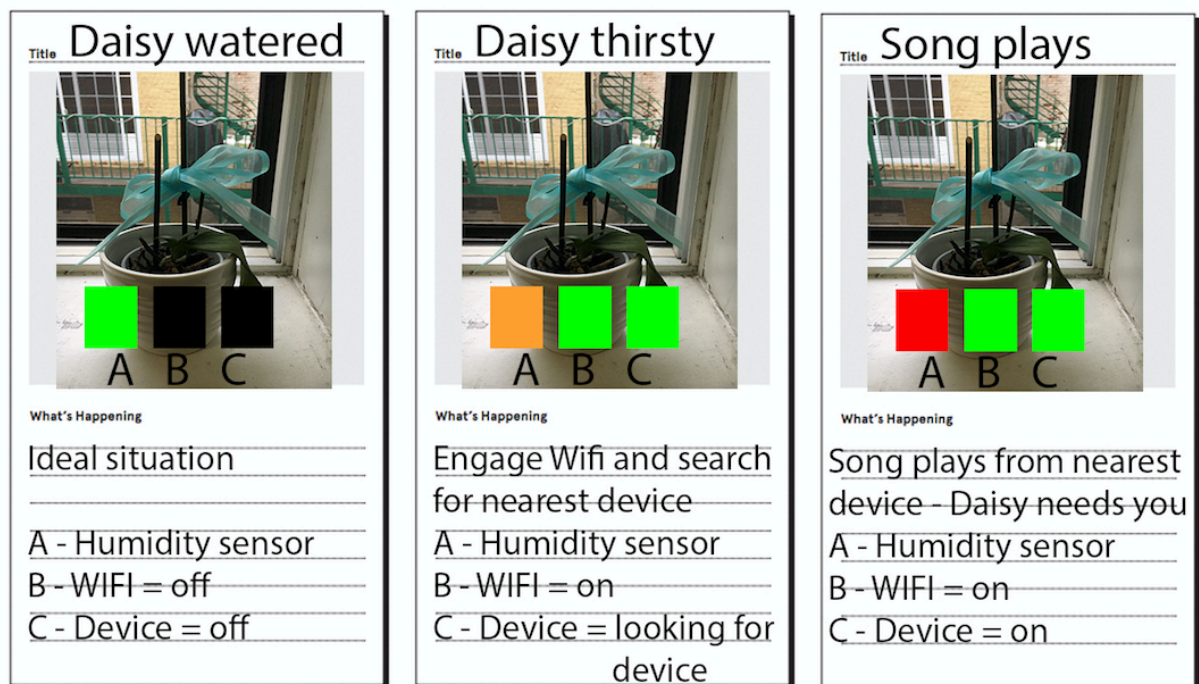 Title Daisy watered
A B C
What's Happening
Ideal situation
A - Humidity sensor
B - WIFI = off
C - Device = off
Title Daisy thirsty
A B C
What's Happening
Engage Wifi and search
for nearest device
A - Humidity sensor
B - WIFI = on
C - Device = looking for
device
Title Song plays
A B C
What's Happening
Song plays from nearest
device - Daisy needs you
A - Humidity sensor
B - WIFI = on
C - Device = on